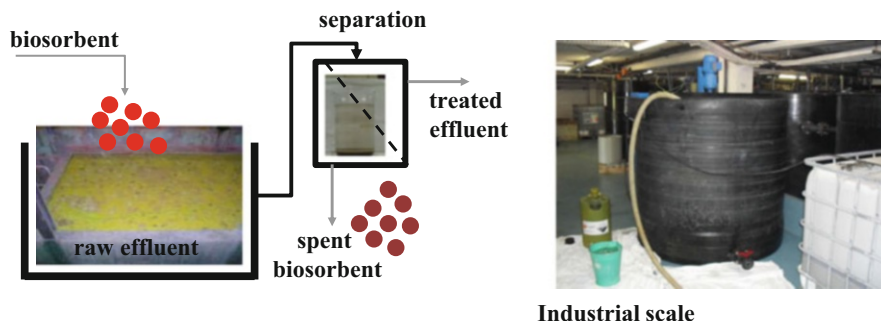 biosorbent
separation
treated
effluent
raw effluent
spent
biosorbent
Industrial scale